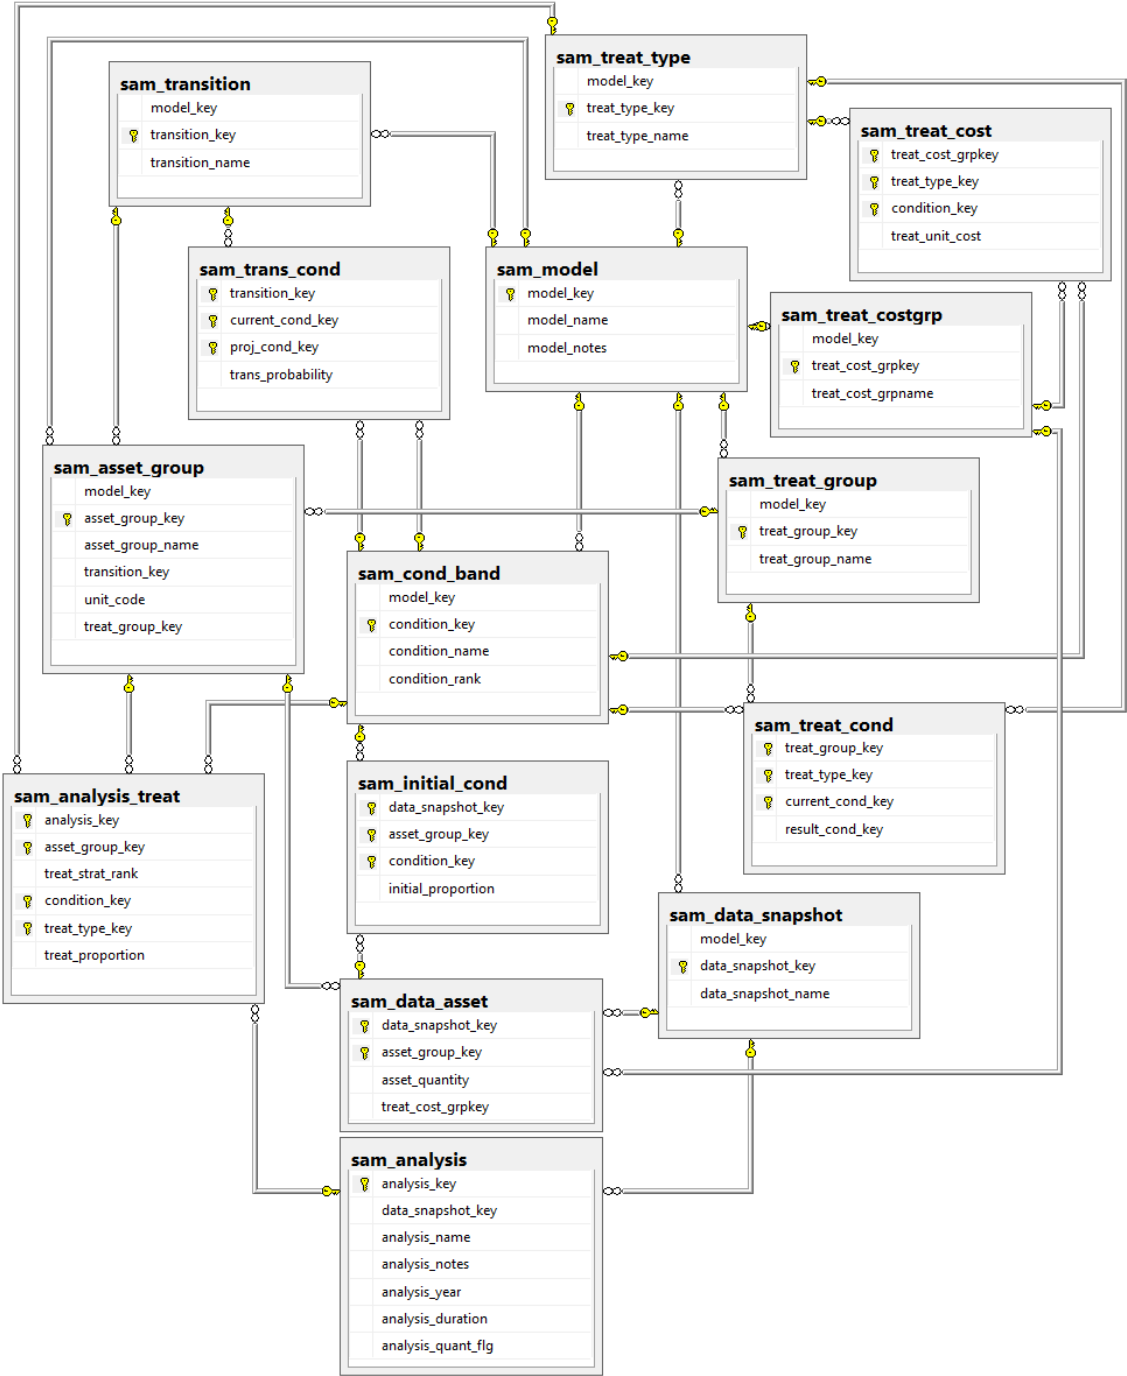 sam_treat_type
model_key
treat_type_key
treat_type_name
sam_transition
model_key
transition_key
transition_name
sam_treat_cost
treat_cost_grpkey
treat_type_key
condition_key
treat_unit_cost
sam_trans_cond
transition_key
current_cond_key
proj_cond_key
trans_probability
sam_model
model_key
model_name
model_notes
sam_treat_costgrp
model_key
treat_cost_grpkey
treat_cost_grpname
sam_asset_group
model_key
asset_group_key
asset_group_name
transition_key
unit_code
treat_group_key
sam_treat_group
model_key
treat_group_key
treat_group_name
sam_cond_band
model_key
condition_key
condition_name
condition_rank
sam_treat_cond
treat_group_key
treat_type_key
current_cond_key
result_cond_key
sam_initial_cond
data_snapshot_key
asset_group_key
condition_key
initial_proportion
sam_analysis_treat
analysis_key
asset_group_key
treat_strat_rank
condition_key
treat_type_key
treat_proportion
sam_data_snapshot
model_key
data_snapshot_key
data_snapshot_name
sam_data_asset
data_snapshot_key
asset_group_key
asset_quantity
treat_cost_grpkey
sam_analysis
analysis_key
data_snapshot_key
analysis_name
analysis_notes
analysis_year
analysis_duration
analysis_quant_flg